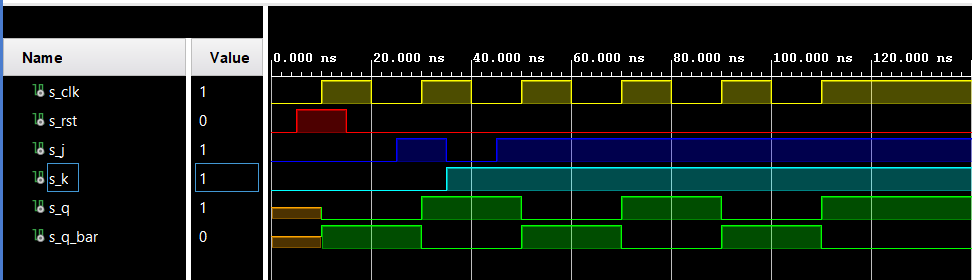 Name Value
0.000 ns 20.000 ns 40.000 ns 60.000 ns 80.000 ns 100.000 ns 120.000 ns
s_clk 1
s_rst 0
s_j 1
s_k 1
s_q 1
s_q_bar 0